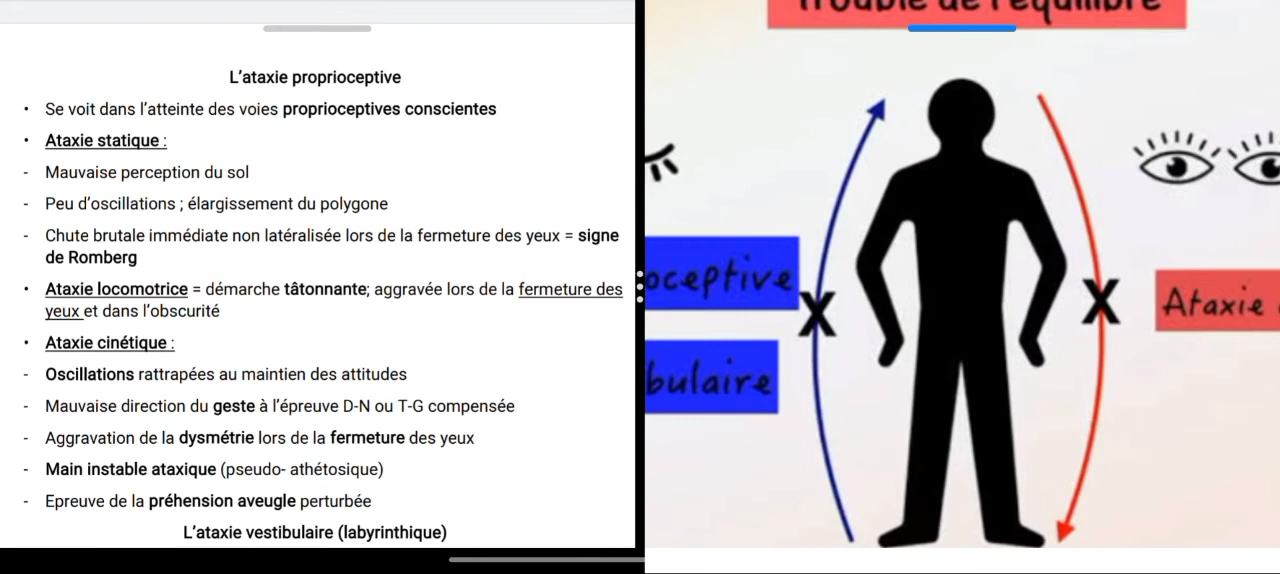 L'ataxie proprioceptive
• Se voit dans l'atteinte des voies proprioceptives conscientes
• Ataxie statique :
- Mauvaise perception du sol
- Peu d'oscillations ; élargissement du polygone
- Chute brutale immédiate non latéralisée lors de la fermeture des yeux = signe
de Romberg
• Ataxie locomotrice = démarche tâtonnante; aggravée lors de la fermeture des
yeux et dans l'obscurité
• Ataxie cinétique :
- Oscillations rattrapées au maintien des attitudes
- Mauvaise direction du geste à l'épreuve D-N ou T-G compensée
- Aggravation de la dysmétrie lors de la fermeture des yeux
- Main instable ataxique (pseudo- athétosique)
- Epreuve de la préhension aveugle perturbée
L'ataxie vestibulaire (labyrinthique)
Trouble de l'équilibre
oceptive
X
X
Ataxie
bulaire